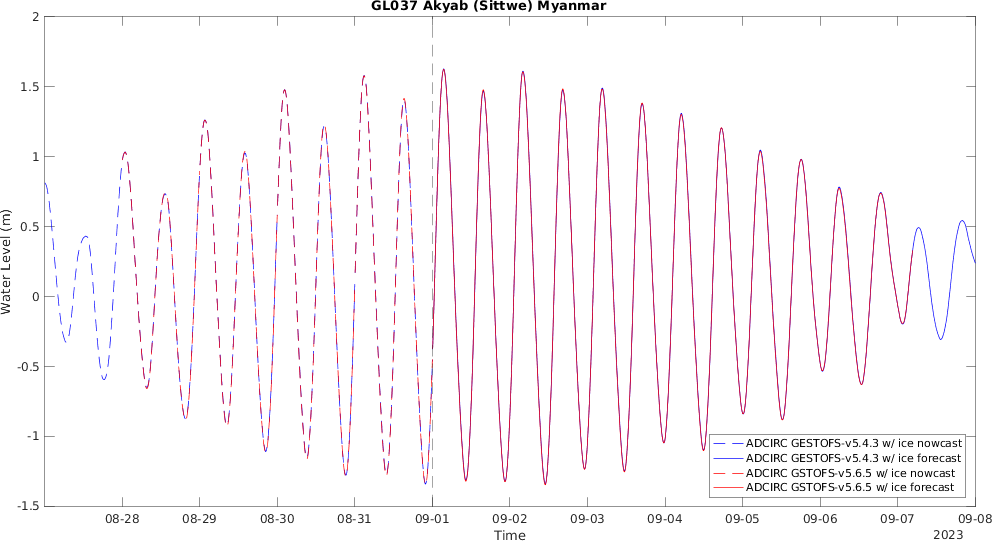 GL037 Akyab (Sittwe) Myanmar
2
1.5
1
0.5
0
-0.5
-1
-1.5
Water Level (m)
ADCIRC GESTOFS-v5.4.3 w/ ice nowcast
ADCIRC GESTOFS-v5.4.3 w/ ice forecast
ADCIRC GSTOFS-v5.6.5 w/ ice nowcast
ADCIRC GSTOFS-v5.6.5 w/ ice forecast
08-28 08-29 08-30 08-31 09-01 09-02 09-03 09-04 09-05 09-06 09-07 09-08
Time
2023